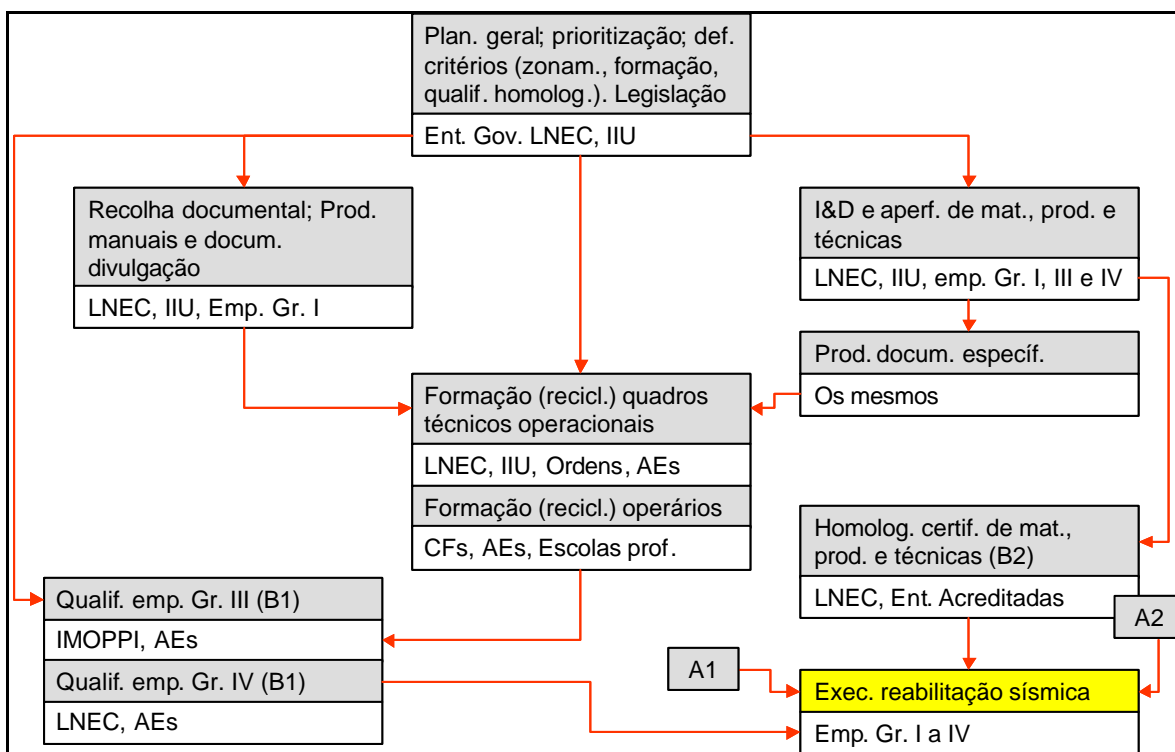 Plan. geral; prioritização; def.
critérios (zonam., formação,
qualif. homolog.). Legislação
Ent. Gov. LNEC, IIU
Recolha documental; Prod.
manuais e docum.
divulgação
LNEC, IIU, Emp. Gr. I
I&D e aperf. de mat., prod. e
técnicas
LNEC, IIU, emp. Gr. I, III e IV
Prod. docum. específ.
Os mesmos
Formação (recicl.) quadros
técnicos operacionais
LNEC, IIU, Ordens, AEs
Formação (recicl.) operários
CFs, AEs, Escolas prof.
Homolog. certif. de mat.,
prod. e técnicas (B2)
LNEC, Ent. Acreditadas
Qualif. emp. Gr. III (B1)
IMOPPI, AEs
Qualif. emp. Gr. IV (B1)
LNEC, AEs
A1
A2
Exec. reabilitação sísmica
Emp. Gr. I a IV